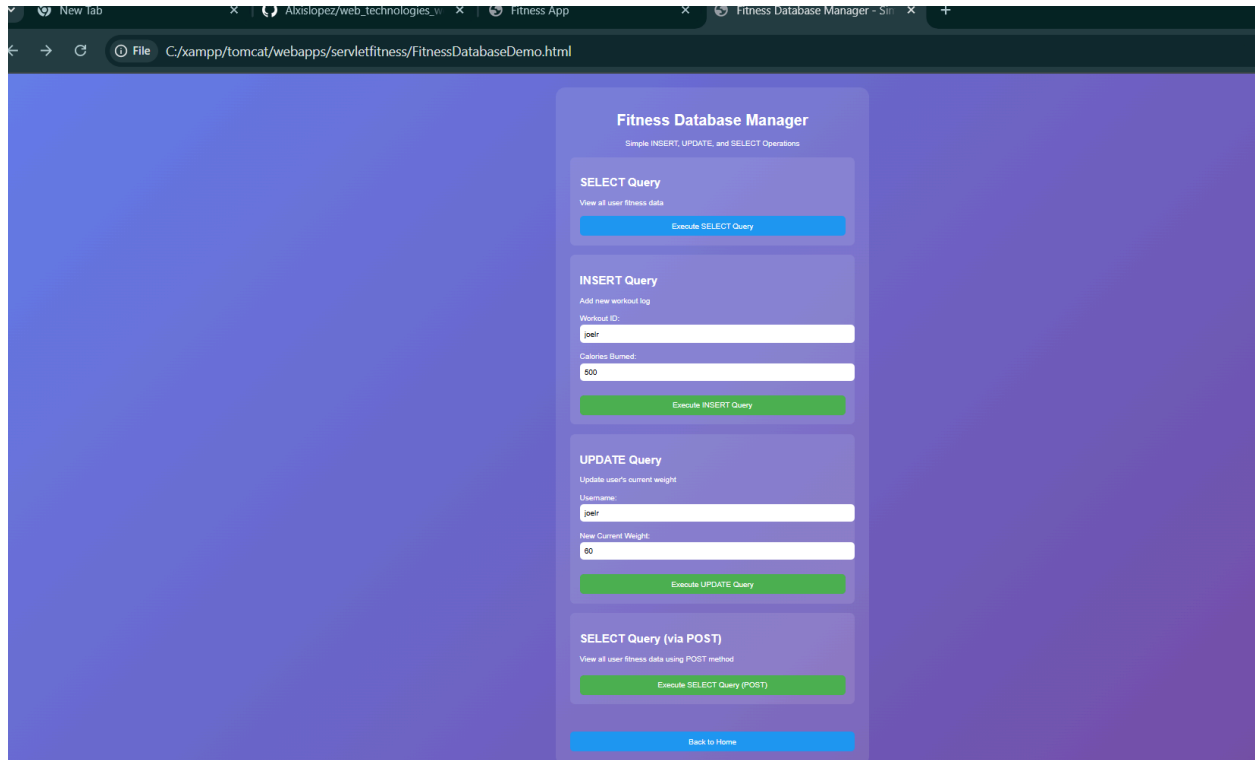 New Tab
Alxislopez/web_technologies_w
Fitness App
Fitness Database Manager - Sin
File
C:/xampp/tomcat/webapps/servletfitness/FitnessDatabaseDemo.html
Fitness Database Manager
Simple INSERT, UPDATE, and SELECT Operations
SELECT Query
View all user fitness data
Execute SELECT Query
INSERT Query
Add new workout log
Workout ID:
joelr
Calories Burned:
500
Execute INSERT Query
UPDATE Query
Update user's current weight
Username:
joelr
New Current Weight:
60
Execute UPDATE Query
SELECT Query (via POST)
View all user fitness data using POST method
Execute SELECT Query (POST)
Back to Home